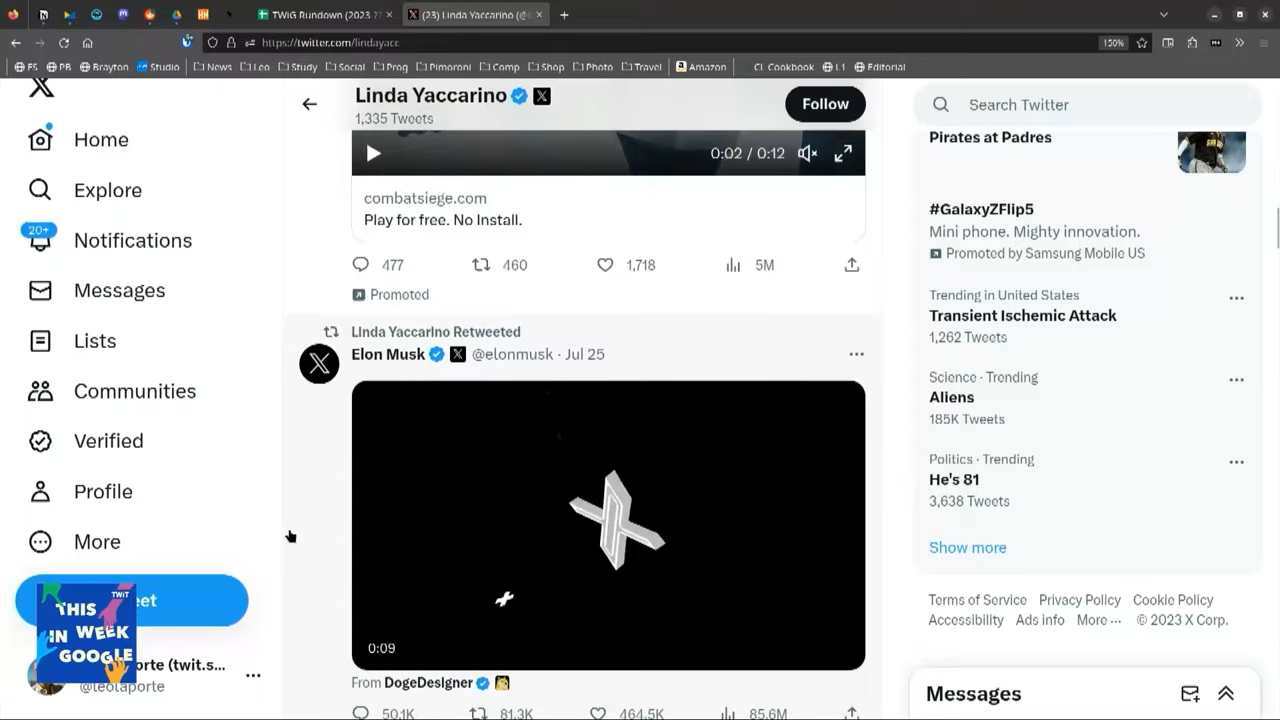 TWiG Rundown (2023
(23) Linda Yaccarino (@
https://twitter.com/lindayacc
150%
FS
PB
Brayton
Studio
News
Leo
Study
Social
Prog
Pimoroni
Comp
Shop
Photo
Travel
Amazon
CL Cookbook
L1
Editorial
Home
Explore
20+
Notifications
Messages
Lists
Communities
Verified
Profile
More
THIS
IN WEEK
GOOGLE
TWiT
eet
porte (twit.s...
@leolaporte
Linda Yaccarino
1,335 Tweets
Follow
0:02 / 0:12
combatsiege.com
Play for free. No Install.
477
460
1,718
5M
Promoted
Linda Yaccarino Retweeted
Elon Musk @elonmusk · Jul 25
0:09
From DogeDesigner
50.1K
81.3K
464.5K
85.6M
Search Twitter
Pirates at Padres
#GalaxyZFlip5
Mini phone. Mighty innovation.
Promoted by Samsung Mobile US
Trending in United States
Transient Ischemic Attack
1,262 Tweets
Science · Trending
Aliens
185K Tweets
Politics · Trending
He's 81
3,638 Tweets
Show more
Terms of Service Privacy Policy Cookie Policy
Accessibility Ads info More ··· © 2023 X Corp.
Messages